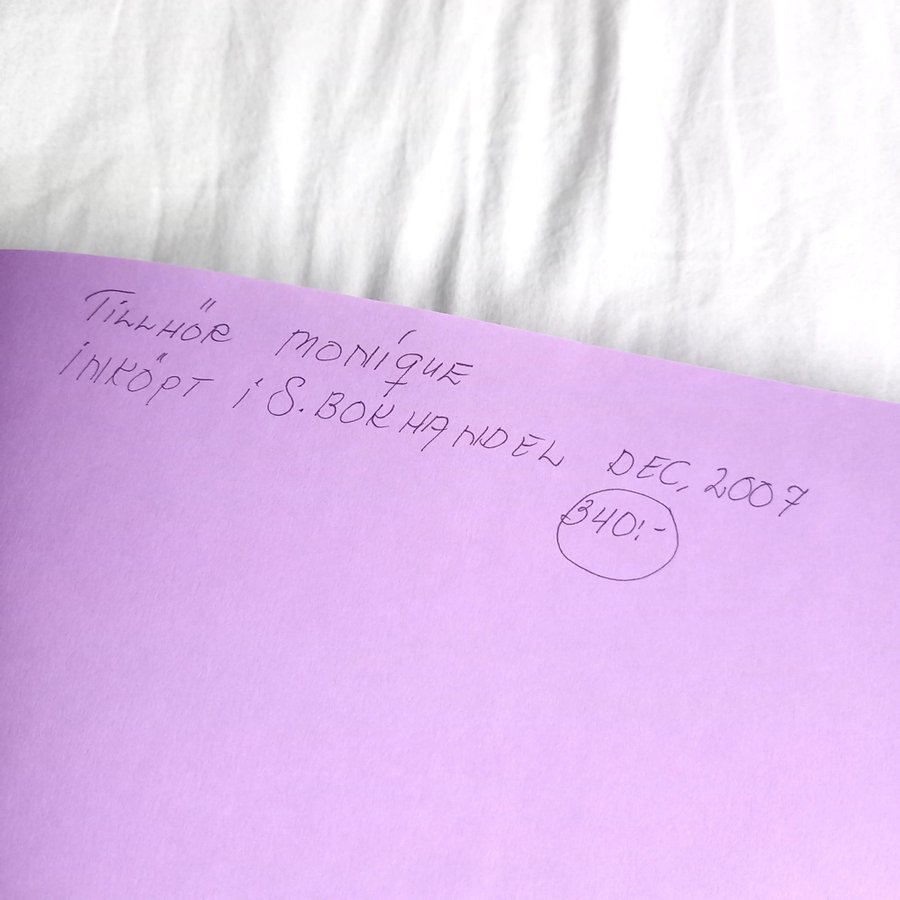 TILLHÖR MONIQUE
INKÖPT i S. BOKHANDEL DEC, 2007
340:-